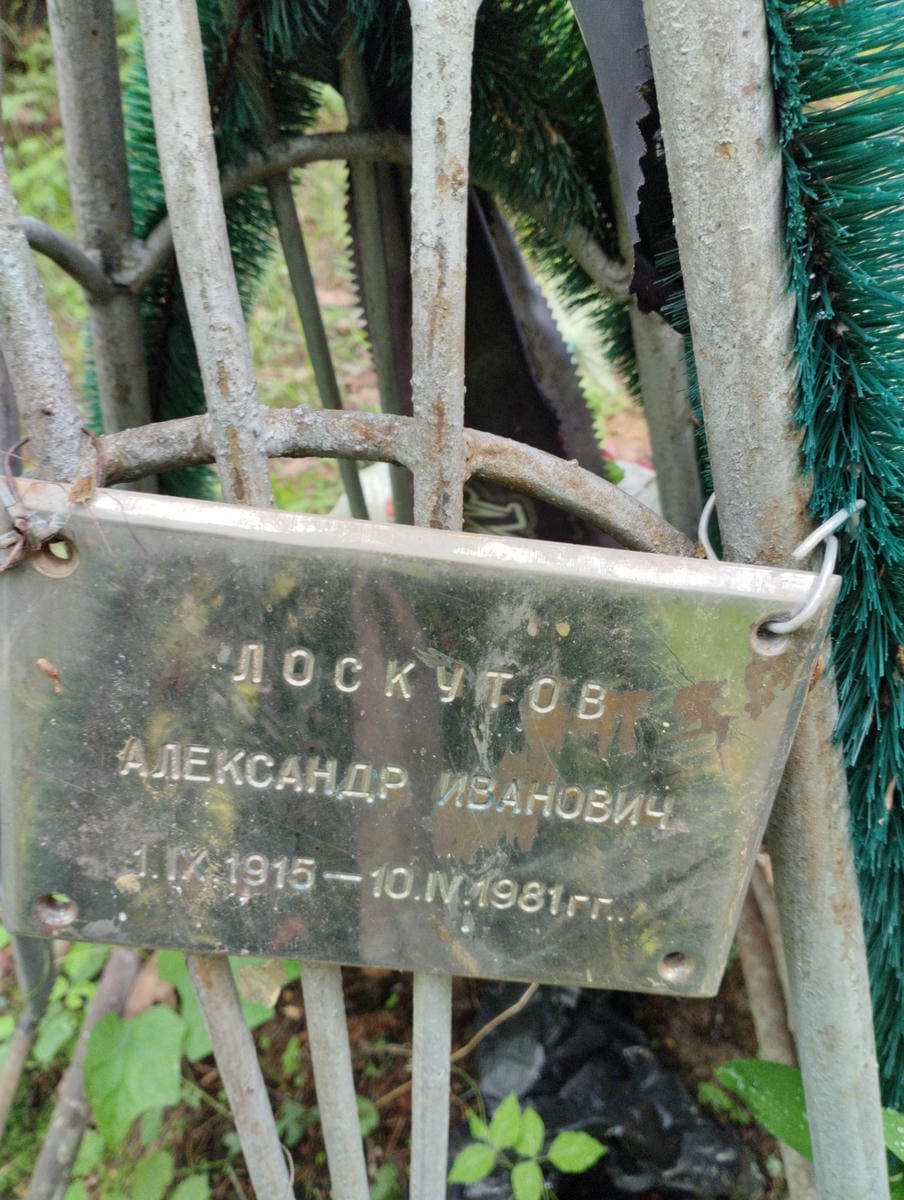 ЛОСКУТОВ
АЛЕКСАНДР ИВАНОВИЧ
1.IX.1915—10.IV.1981гг..